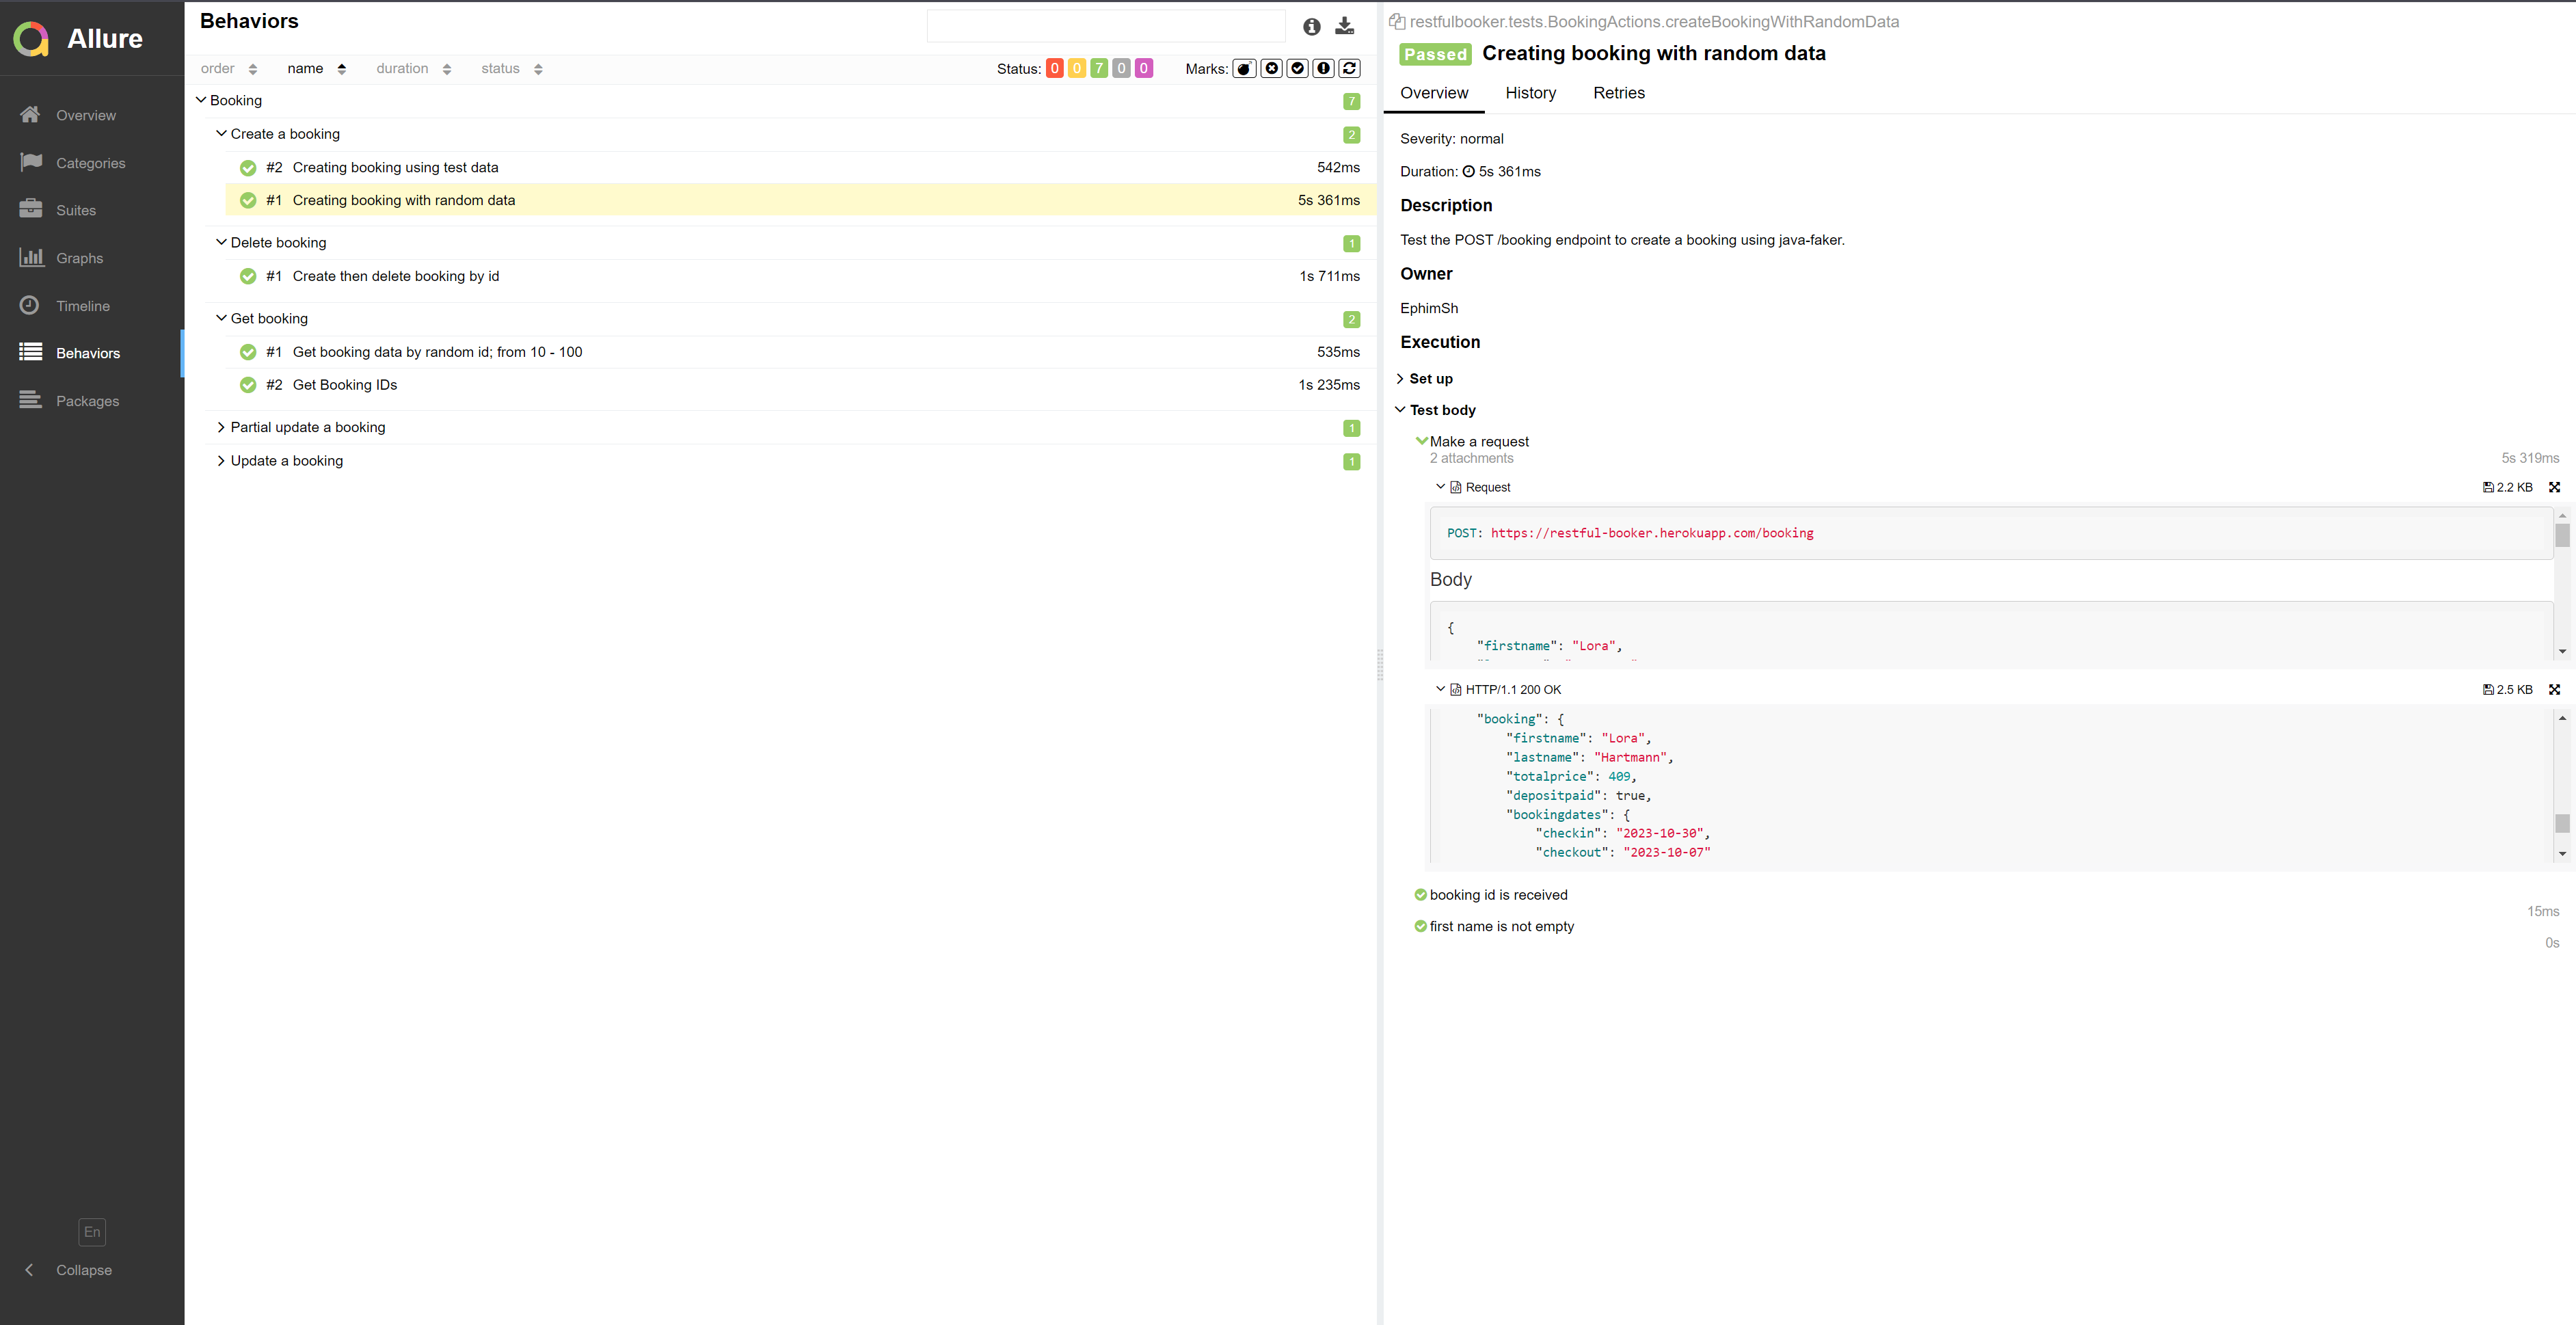 Allure
Overview
Categories
Suites
Graphs
Timeline
Behaviors
Packages
En
Collapse
Behaviors
order name duration status
Status: 0 0 7 0 0 Marks:
Booking 7
Create a booking 2
#2 Creating booking using test data 542ms
#1 Creating booking with random data 5s 361ms
Delete booking 1
#1 Create then delete booking by id 1s 711ms
Get booking 2
#1 Get booking data by random id; from 10 - 100 535ms
#2 Get Booking IDs 1s 235ms
Partial update a booking 1
Update a booking 1
restfulbooker.tests.BookingActions.createBookingWithRandomData
Passed Creating booking with random data
Overview History Retries
Severity: normal
Duration: 5s 361ms
Description
Test the POST /booking endpoint to create a booking using java-faker.
Owner
EphimSh
Execution
Set up
Test body
Make a request
2 attachments 5s 319ms
Request 2.2 KB
POST: https://restful-booker.herokuapp.com/booking
Body
{
"firstname": "Lora",
HTTP/1.1 200 OK 2.5 KB
"booking": {
"firstname": "Lora",
"lastname": "Hartmann",
"totalprice": 409,
"depositpaid": true,
"bookingdates": {
"checkin": "2023-10-30",
"checkout": "2023-10-07"
booking id is received
15ms
first name is not empty
0s